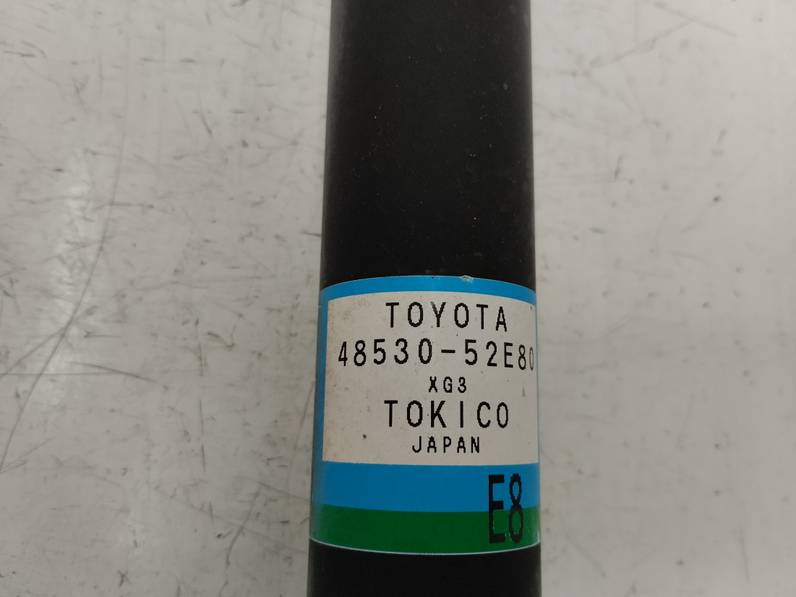 TOYOTA
48530-52E80
XG3
TOKICO
JAPAN
E8